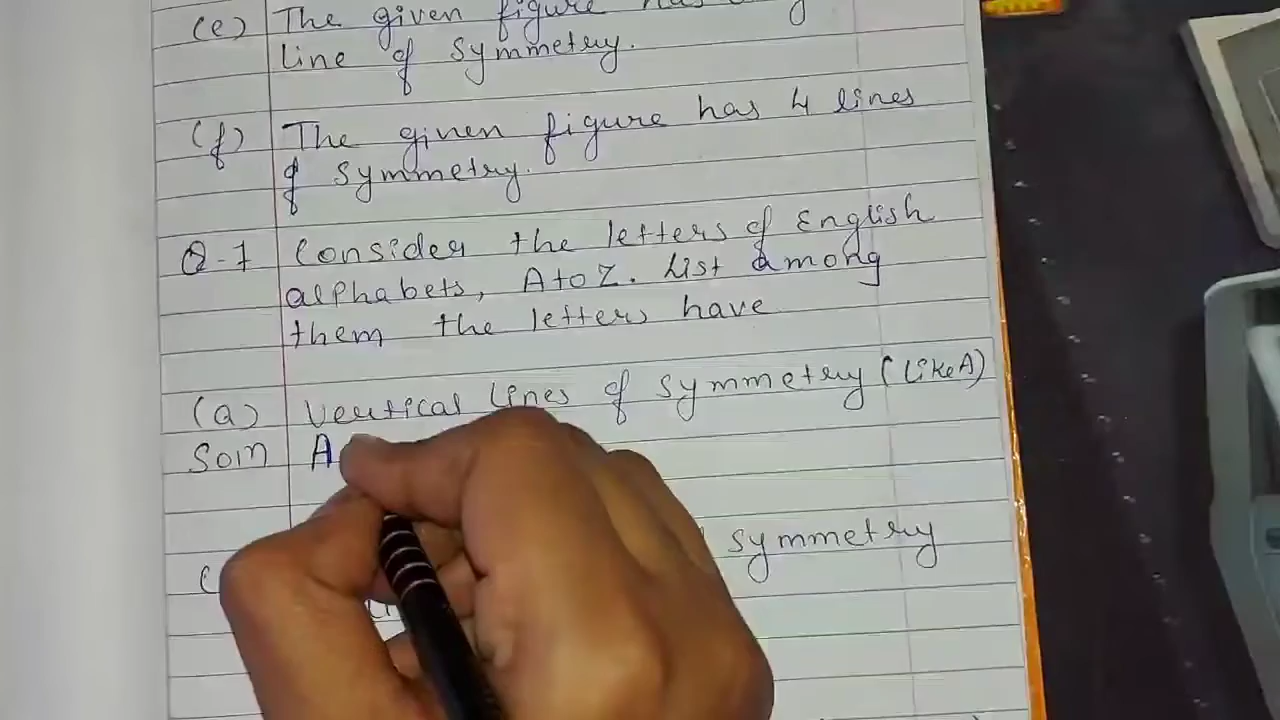 (e) The given figure has
line of symmetry.
(f) The given figure has 4 lines
of symmetry.
Q-7 Consider the letters of English
alphabets, A to Z. List among
them the letters have
(a) Vertical lines of symmetry (Like A)
Soln A
symmetry